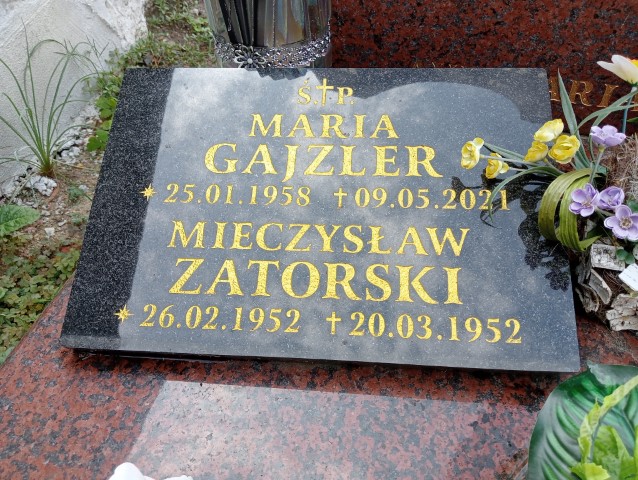 Ś.†P.
MARIA
GAJZLER
* 25.01.1958 † 09.05.2021
MIECZYSŁAW
ZATORSKI
* 26.02.1952 † 20.03.1952